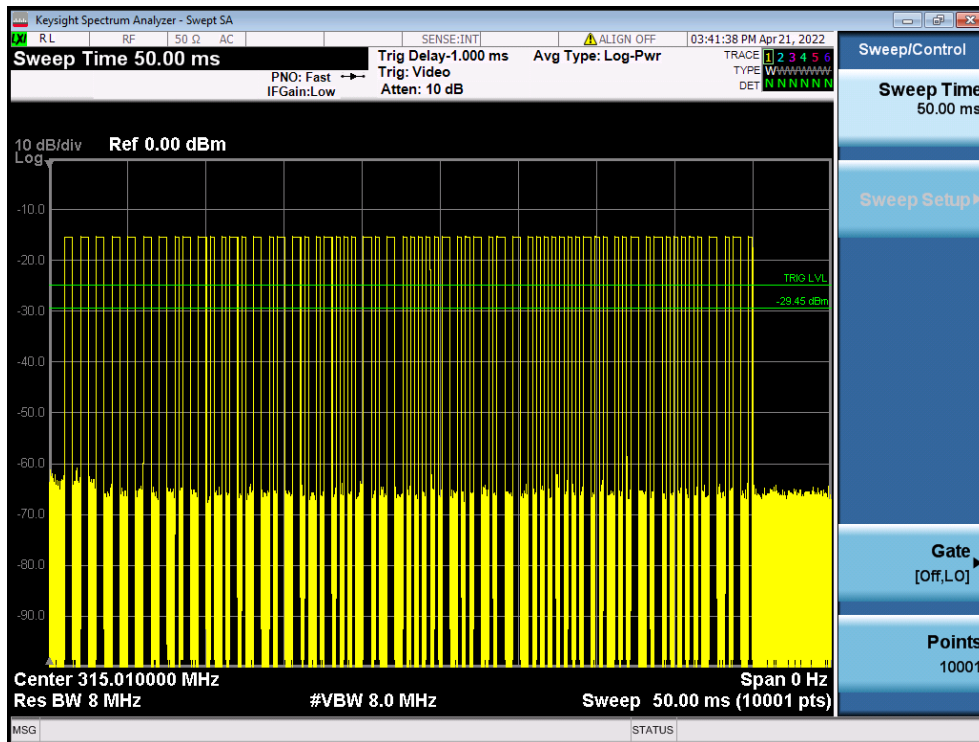 Keysight Spectrum Analyzer - Swept SA
LXI RL RF 50 Ω AC SENSE:INT ALIGN OFF 03:41:38 PM Apr 21, 2022
Sweep Time 50.00 ms
PNO: Fast
IFGain:Low
Trig Delay-1.000 ms
Trig: Video
Atten: 10 dB
Avg Type: Log-Pwr
TRACE 1 2 3 4 5 6
TYPE WWWWWW
DET N N N N N N
10 dB/div
Log
Ref 0.00 dBm
-10.0
-20.0
TRIG LVL
-29.45 dBm
-30.0
-40.0
-50.0
-60.0
-70.0
-80.0
-90.0
Center 315.010000 MHz
Span 0 Hz
Res BW 8 MHz
#VBW 8.0 MHz
Sweep 50.00 ms (10001 pts)
MSG
STATUS
Sweep/Control
Sweep Time
50.00 ms
Sweep Setup
Gate
[Off,LO]
Points
10001